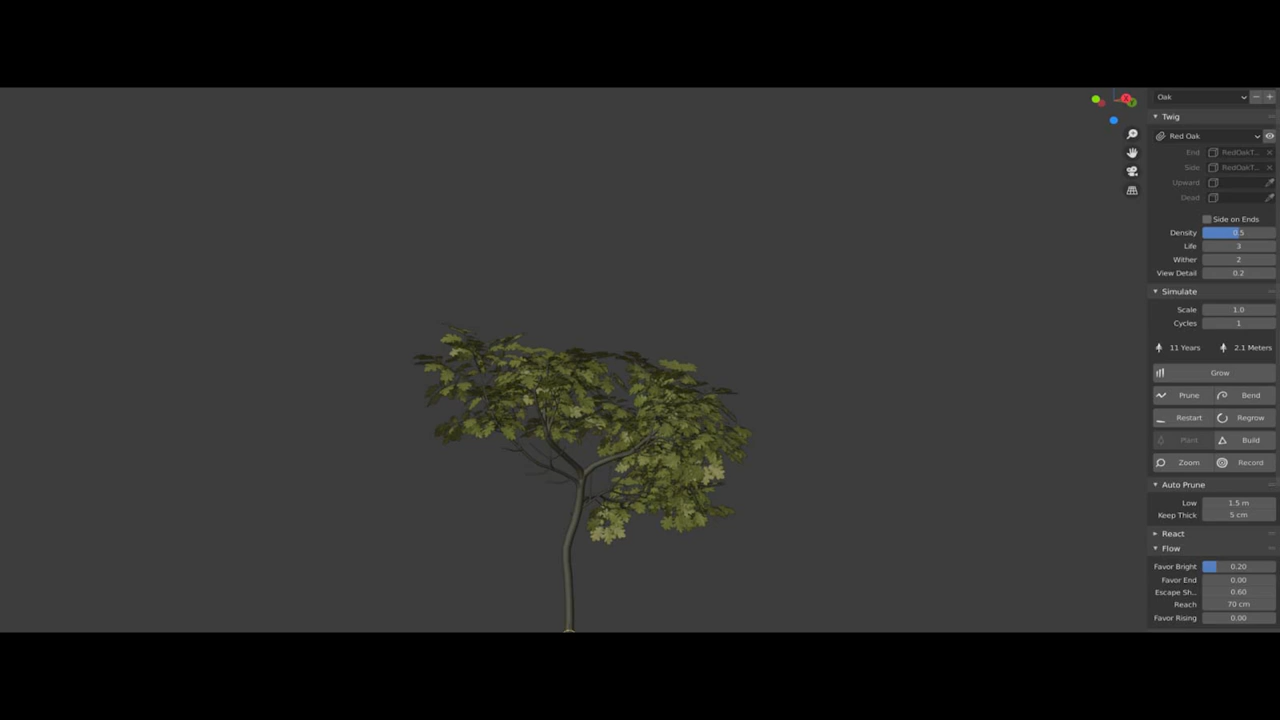 Oak
Twig
Red Oak
End RedOakT...
Side RedOakT...
Upward
Dead
Side on Ends
Density 0.5
Life 3
Wither 2
View Detail 0.2
Simulate
Scale 1.0
Cycles 1
11 Years 2.1 Meters
Grow
Prune Bend
Restart Regrow
Plant Build
Zoom Record
Auto Prune
Low 1.5 m
Keep Thick 5 cm
React
Flow
Favor Bright 0.20
Favor End 0.00
Escape Sh... 0.60
Reach 70 cm
Favor Rising 0.00